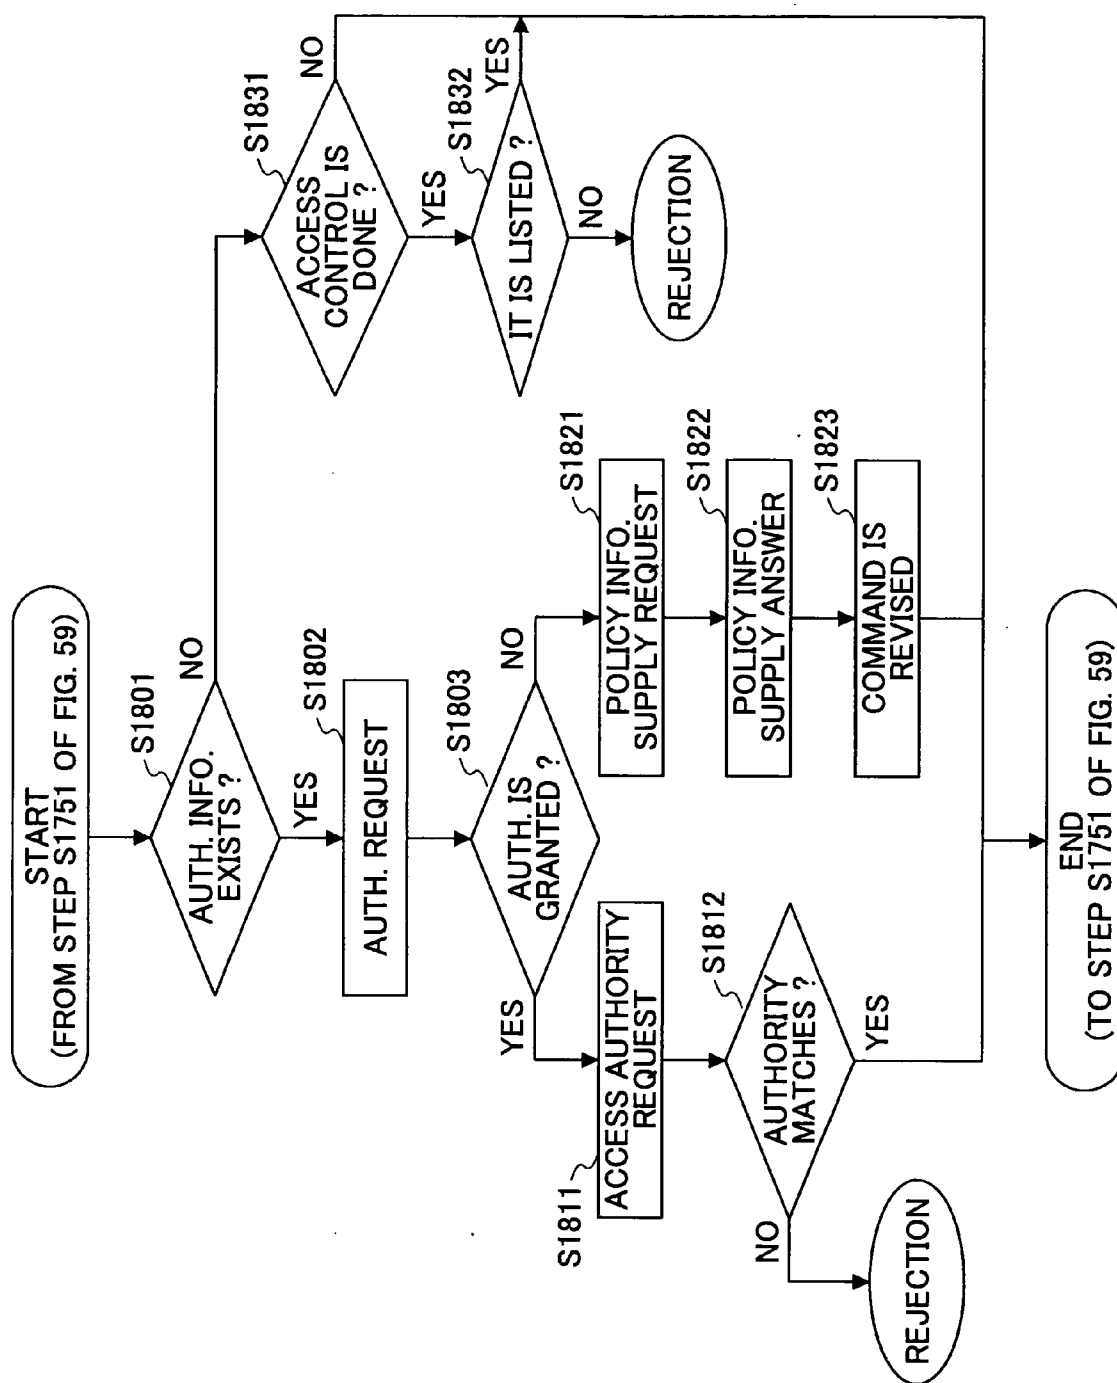 START
(FROM STEP S1751 OF FIG. 59)
S1801
AUTH. INFO.
EXISTS ?
NO
YES
S1802
AUTH. REQUEST
S1803
AUTH. IS
GRANTED ?
YES
NO
S1811
ACCESS AUTHORITY
REQUEST
S1812
AUTHORITY
MATCHES ?
NO
YES
REJECTION
S1821
POLICY INFO.
SUPPLY REQUEST
S1822
POLICY INFO.
SUPPLY ANSWER
S1823
COMMAND IS
REVISED
S1831
ACCESS
CONTROL IS
DONE ?
NO
YES
S1832
IT IS LISTED ?
YES
NO
REJECTION
END
(TO STEP S1751 OF FIG. 59)